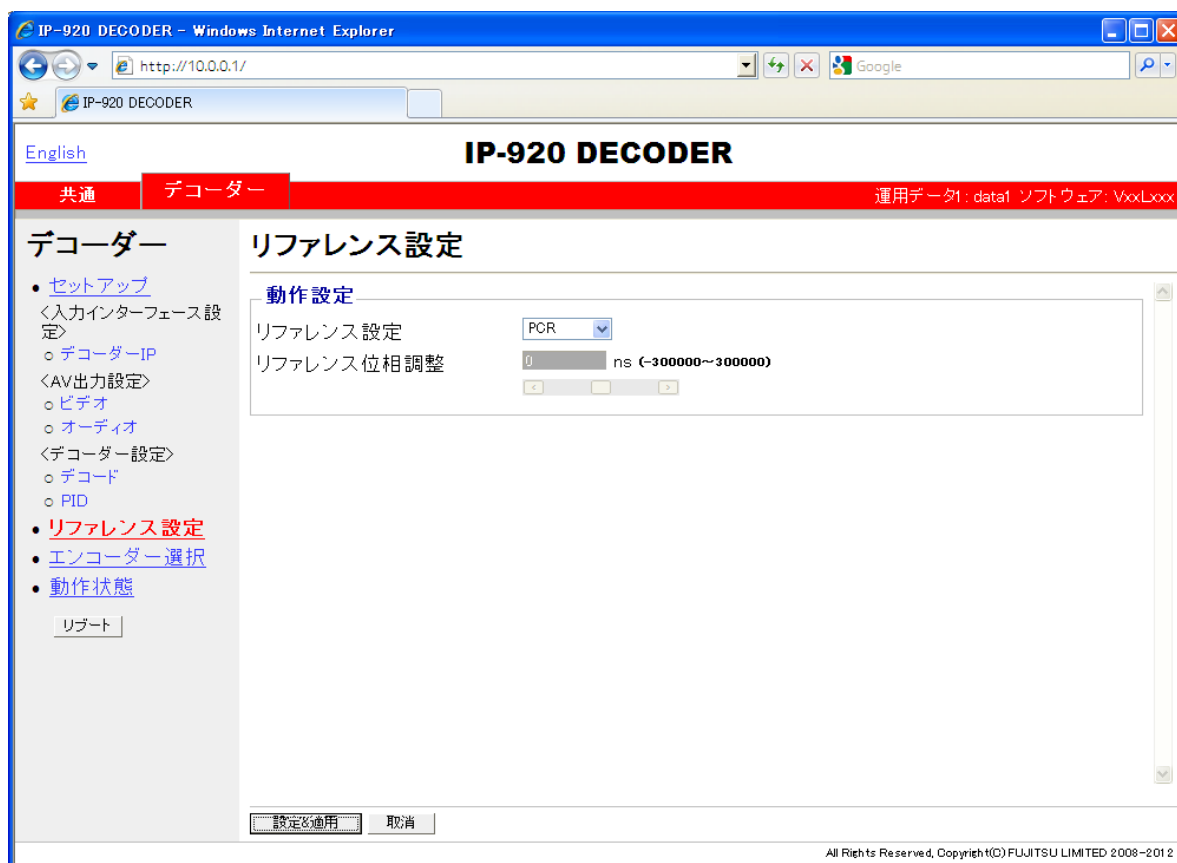 IP-920 DECODER - Windows Internet Explorer
http://10.0.0.1/
Google
IP-920 DECODER
English
IP-920 DECODER
共通
デコーダー
運用データ1 : data1 ソフトウェア: VxxLxxx
デコーダー
セットアップ
<入力インターフェース設
定>
デコーダーIP
<AV出力設定>
ビデオ
オーディオ
<デコーダー設定>
デコード
PID
リファレンス設定
エンコーダー選択
動作状態
リブート
リファレンス設定
動作設定
リファレンス設定
PCR
リファレンス位相調整
0 ns (-300000~300000)
設定&適用
取消
All Rights Reserved, Copyright(C) FUJITSU LIMITED 2008-2012